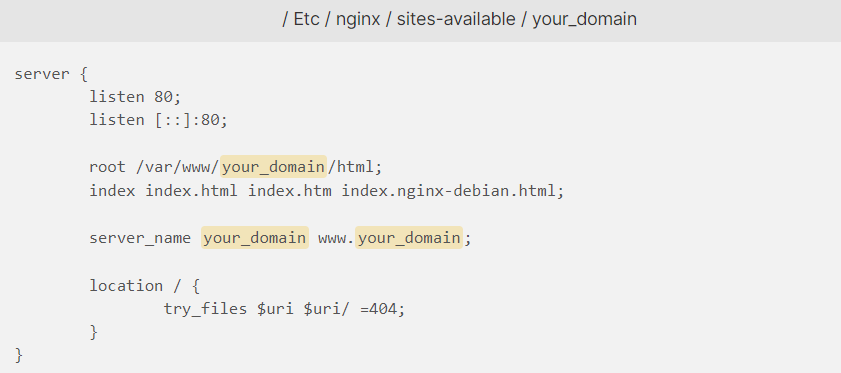 / Etc / nginx / sites-available / your_domain
server {
listen 80;
listen [::]:80;
root /var/www/your_domain/html;
index index.html index.htm index.nginx-debian.html;
server_name your_domain www.your_domain;
location / {
try_files $uri $uri/ =404;
}
}